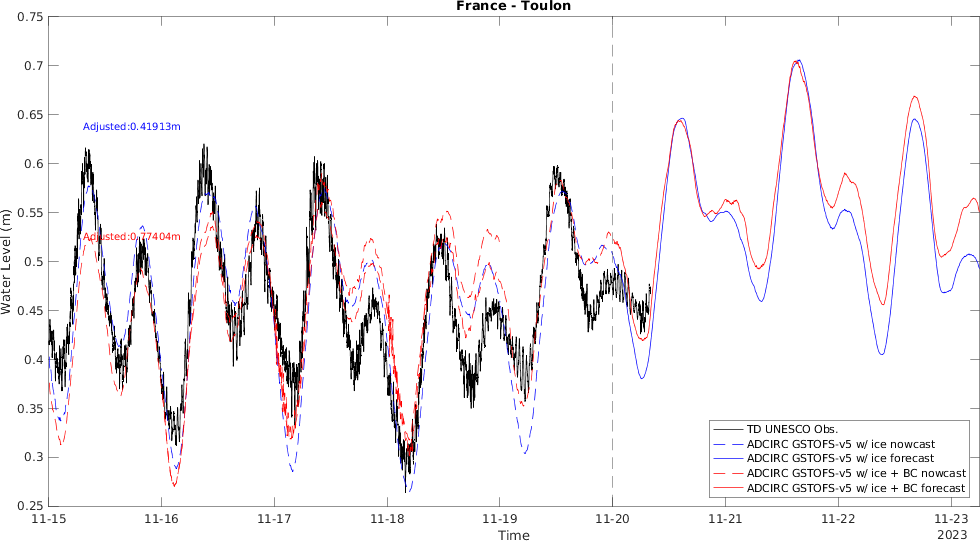 France - Toulon
Water Level (m)
0.75
0.7
0.65
0.6
0.55
0.5
0.45
0.4
0.35
0.3
0.25
Adjusted:0.41913m
Adjusted:0.77404m
TD UNESCO Obs.
ADCIRC GSTOFS-v5 w/ ice nowcast
ADCIRC GSTOFS-v5 w/ ice forecast
ADCIRC GSTOFS-v5 w/ ice + BC nowcast
ADCIRC GSTOFS-v5 w/ ice + BC forecast
11-15 11-16 11-17 11-18 11-19 11-20 11-21 11-22 11-23
Time
2023